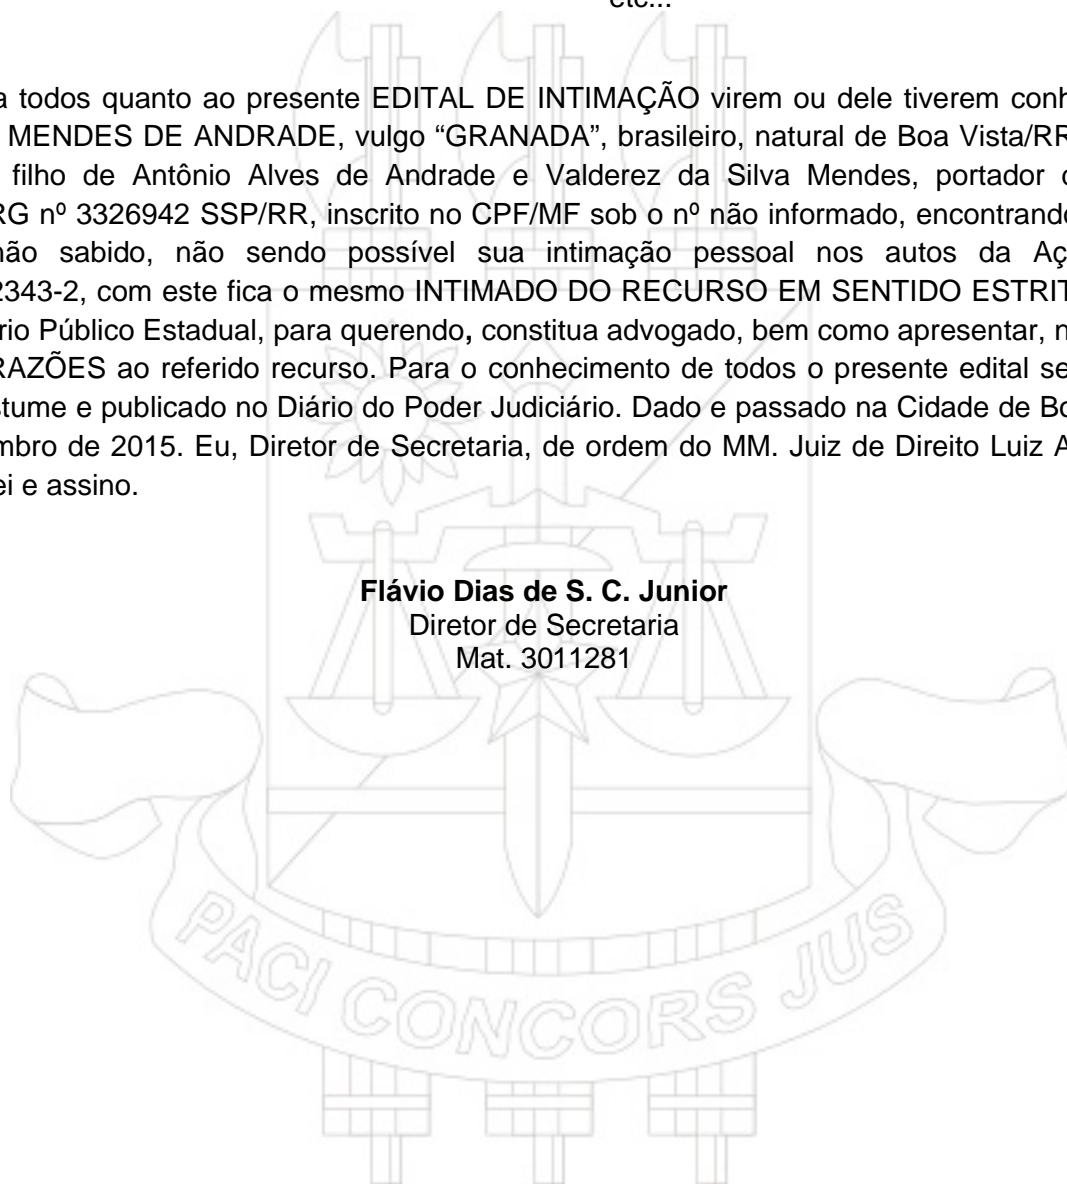 etc...
a todos quanto ao presente EDITAL DE INTIMAÇÃO virem ou dele tiverem conh
MENDES DE ANDRADE, vulgo “GRANADA”, brasileiro, natural de Boa Vista/RR
filho de Antônio Alves de Andrade e Valderez da Silva Mendes, portador
RG nº 3326942 SSP/RR, inscrito no CPF/MF sob o nº não informado, encontrando
não sabido, não sendo possível sua intimação pessoal nos autos da Aç
2343-2, com este fica o mesmo INTIMADO DO RECURSO EM SENTIDO ESTRIT
rio Público Estadual, para querendo, constitua advogado, bem como apresentar, n
RAZÕES ao referido recurso. Para o conhecimento de todos o presente edital se
stume e publicado no Diário do Poder Judiciário. Dado e passado na Cidade de Bo
mbro de 2015. Eu, Diretor de Secretaria, de ordem do MM. Juiz de Direito Luiz A
ei e assino.
Flávio Dias de S. C. Junior
Diretor de Secretaria
Mat. 3011281
PACI CONCORS JUS